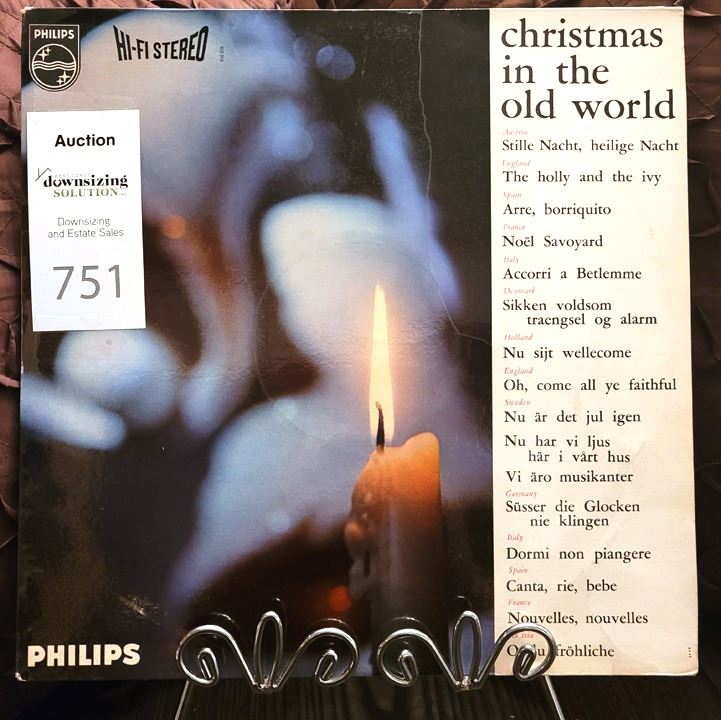 PHILIPS
HI-FI STEREO
Auction
downsizing
SOLUTION
Downsizing
and Estate Sales
751
PHILIPS
christmas
in the
old world
Austria
Stille Nacht, heilige Nacht
England
The holly and the ivy
Spain
Arre, borriquito
France
Noël Savoyard
Italy
Accorri a Betlemme
Denmark
Sikken voldsom
traengsel og alarm
Holland
Nu sijt wellecome
England
Oh, come all ye faithful
Sweden
Nu är det jul igen
Nu har vi ljus
här i vårt hus
Vi äro musikanter
Germany
Süsser die Glocken
nie klingen
Italy
Dormi non piangere
Spain
Canta, rie, bebe
France
Nouvelles, nouvelles
Austria
fröhliche